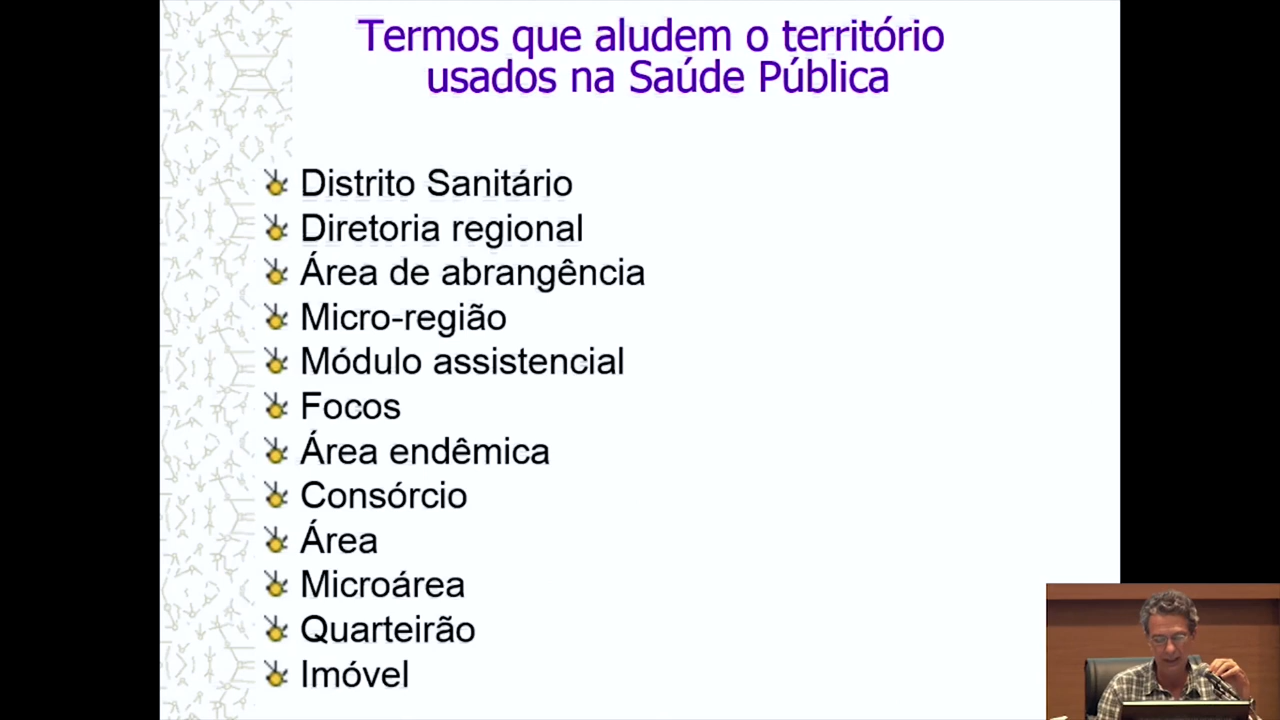 Termos que aludem o território
usados na Saúde Pública
Distrito Sanitário
Diretoria regional
Área de abrangência
Micro-região
Módulo assistencial
Focos
Área endêmica
Consórcio
Área
Microárea
Quarteirão
Imóvel